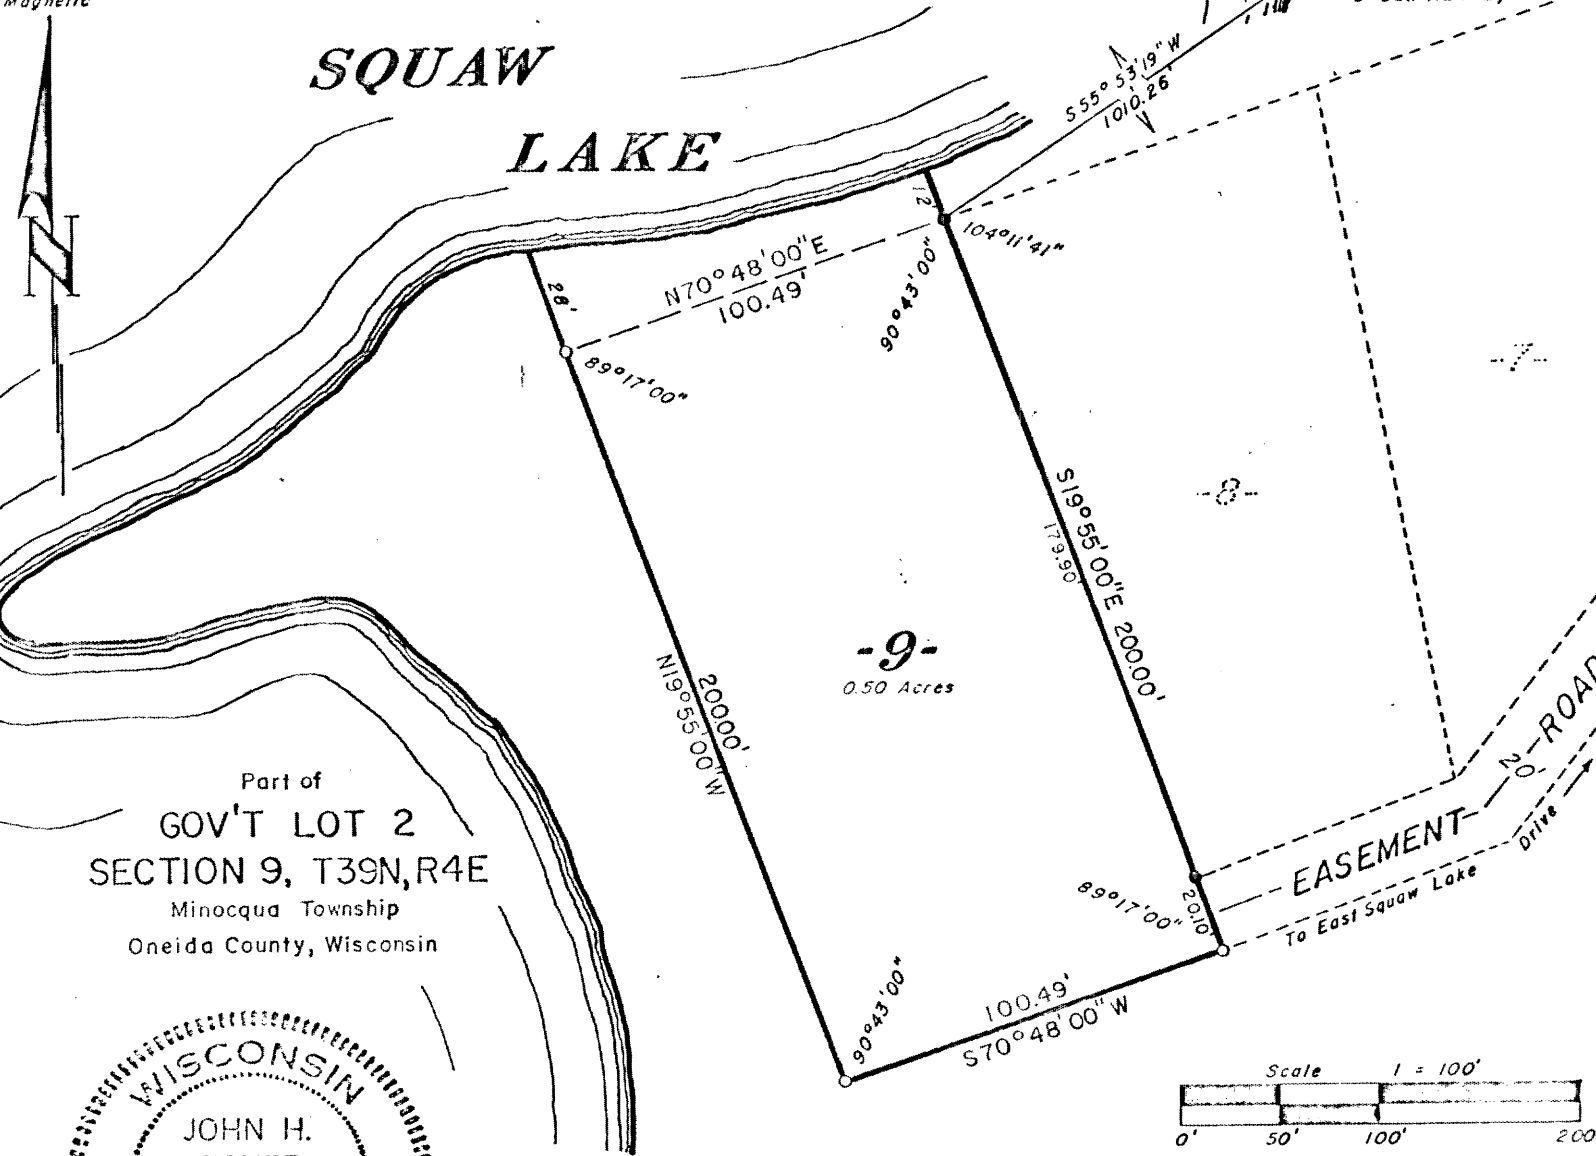 Magnetic
SQUAW
LAKE
N
S55°53'19"W
1010.26'
12'
104°11'41"
90°43'00"
N70°48'00"E
100.49'
28'
89°17'00"
-7-
-8-
S19°55'00"E 200.00'
179.90'
-9-
0.50 Acres
200.00'
N19°55'00"W
ROAD
20'
EASEMENT
Drive
To East Squaw Lake
89°17'00"
20.10'
90°43'00"
100.49'
S70°48'00"W
Part of
GOV'T LOT 2
SECTION 9, T39N,R4E
Minocqua Township
Oneida County, Wisconsin
WISCONSIN
JOHN H.
Scale 1 = 100'
0' 50' 100' 200